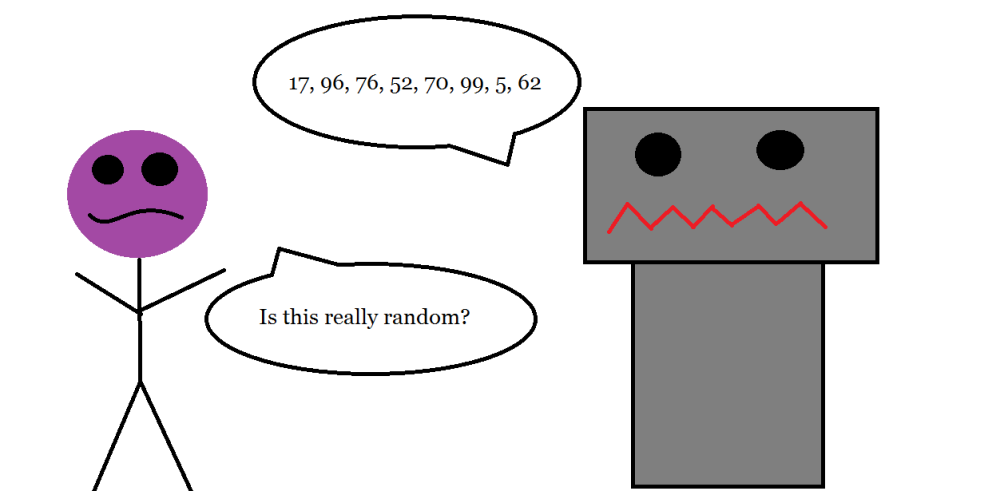 17, 96, 76, 52, 70, 99, 5, 62
Is this really random?